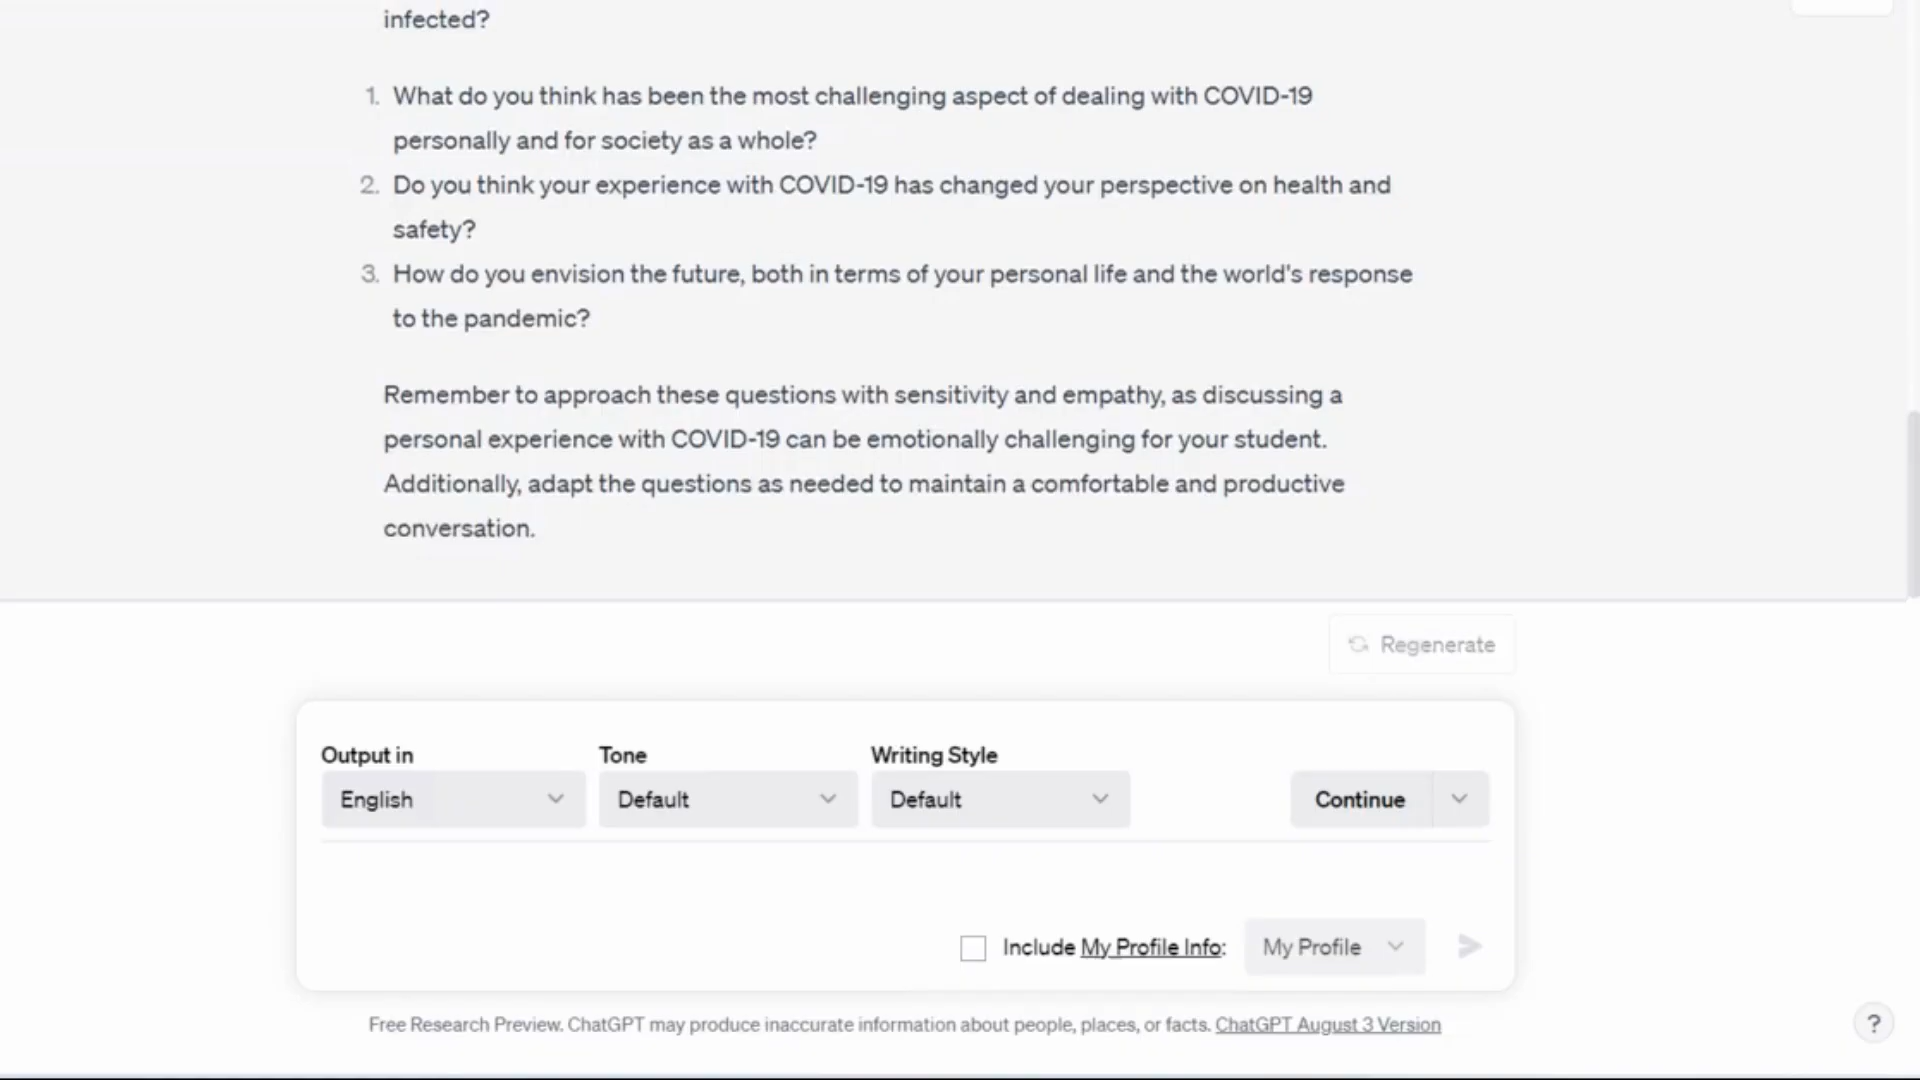 infected?
1. What do you think has been the most challenging aspect of dealing with COVID-19
personally and for society as a whole?
2. Do you think your experience with COVID-19 has changed your perspective on health and
safety?
3. How do you envision the future, both in terms of your personal life and the world's response
to the pandemic?
Remember to approach these questions with sensitivity and empathy, as discussing a
personal experience with COVID-19 can be emotionally challenging for your student.
Additionally, adapt the questions as needed to maintain a comfortable and productive
conversation.
Regenerate
Output in Tone Writing Style
English Default Default Continue
Include My Profile Info: My Profile
Free Research Preview. ChatGPT may produce inaccurate information about people, places, or facts. ChatGPT August 3 Version
?